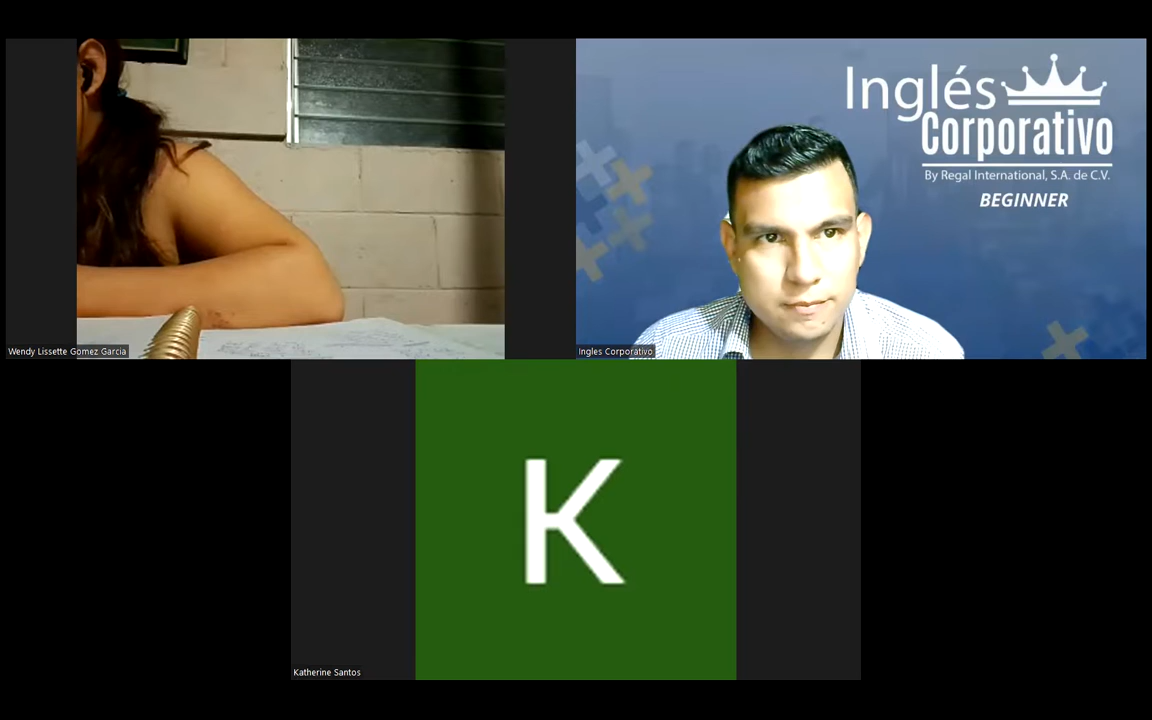 Inglés
Corporativo
By Regal International, S.A. de C.V.
BEGINNER
Wendy Lissette Gomez Garcia
Ingles Corporativo
K
Katherine Santos